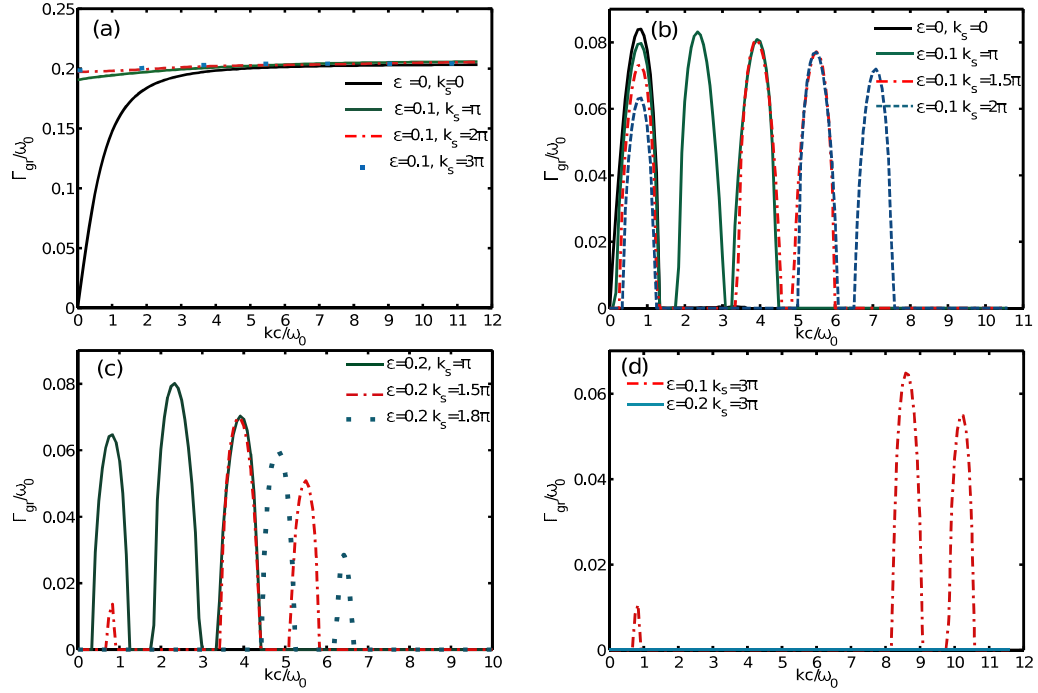 (a)
0.25
0.2
0.15
0.1
0.05
0
Γgr/ω0
ε =0, ks=0
ε=0.1, ks=π
ε=0.1, ks=2π
ε=0.1, ks=3π
0 1 2 3 4 5 6 7 8 9 10 11 12
kc/ω0
(b)
0.08
0.06
0.04
0.02
0
Γgr/ω0
ε=0, ks=0
ε=0.1 ks=π
ε=0.1 ks=1.5π
ε=0.1 ks=2π
0 1 2 3 4 5 6 7 8 9 10 11
kc/ω0
(c)
0.08
0.06
0.04
0.02
0
Γgr/ω0
ε=0.2, ks=π
ε=0.2 ks=1.5π
ε=0.2 ks=1.8π
0 1 2 3 4 5 6 7 8 9 10
kc/ω0
(d)
0.06
0.04
0.02
0
Γgr/ω0
ε=0.1 ks=3π
ε=0.2 ks=3π
0 1 2 3 4 5 6 7 8 9 10 11 12
kc/ω0